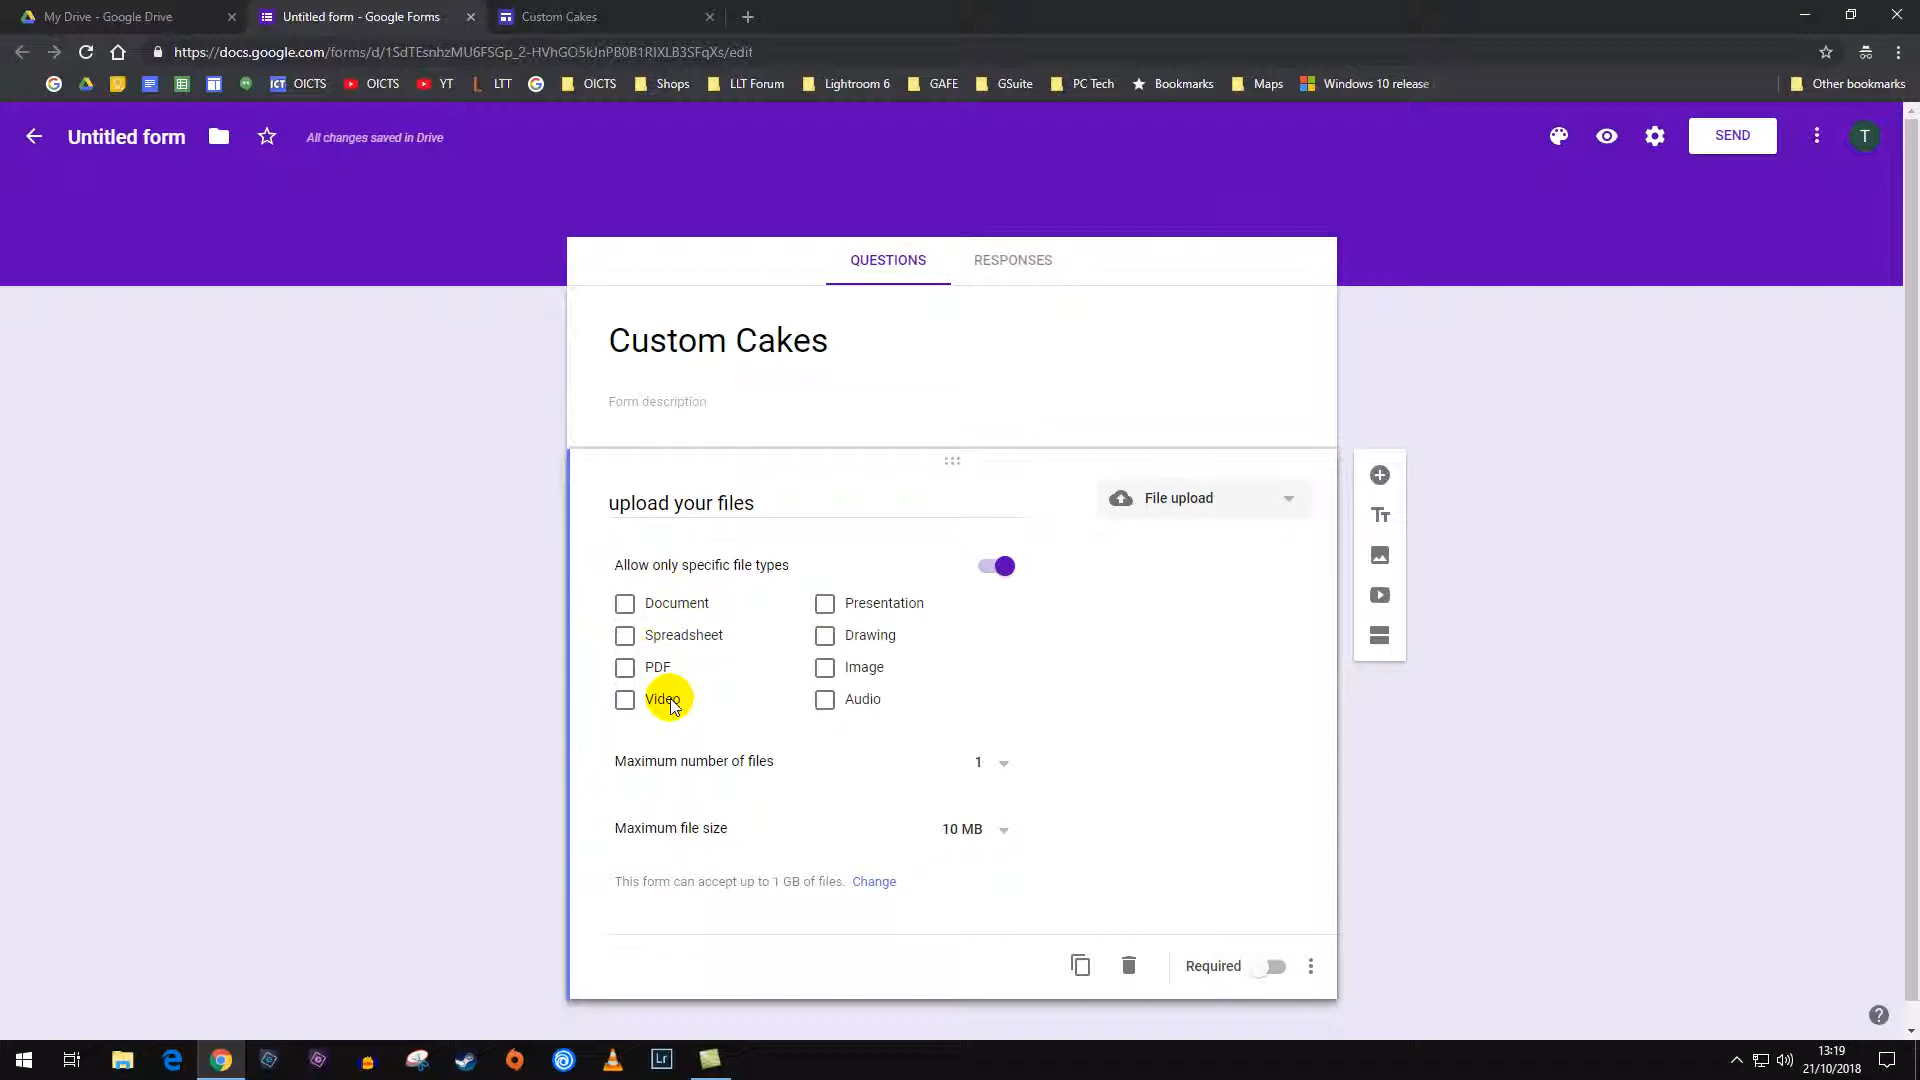 My Drive - Google Drive
Untitled form - Google Forms
Custom Cakes
https://docs.google.com/forms/d/1SdTEsnhzMU6FSGp_2-HVhGO5kJnPB0B1RIXLB3SFqXs/edit
OICTS
OICTS
YT
LTT
OICTS
Shops
LLT Forum
Lightroom 6
GAFE
GSuite
PC Tech
Bookmarks
Maps
Windows 10 release
Other bookmarks
Untitled form
All changes saved in Drive
SEND
T
QUESTIONS
RESPONSES
Custom Cakes
Form description
upload your files
File upload
Allow only specific file types
Document
Presentation
Spreadsheet
Drawing
PDF
Image
Video
Audio
Maximum number of files
1
Maximum file size
10 MB
This form can accept up to 1 GB of files. Change
Required
Lr
13:19
21/10/2018